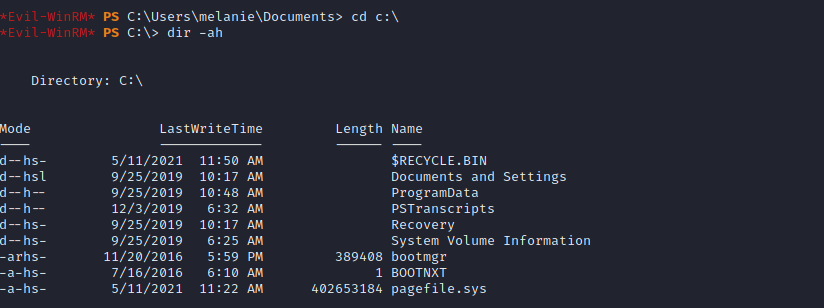 *Evil-WinRM* PS C:\Users\melanie\Documents> cd c:\
*Evil-WinRM* PS C:\> dir -ah
Directory: C:\
Mode LastWriteTime Length Name
---- ------------- ------ ----
d--hs- 5/11/2021 11:50 AM $RECYCLE.BIN
d--hsl 9/25/2019 10:17 AM Documents and Settings
d--h-- 9/25/2019 10:48 AM ProgramData
d--h-- 12/3/2019 6:32 AM PSTranscripts
d--hs- 9/25/2019 10:17 AM Recovery
d--hs- 9/25/2019 6:25 AM System Volume Information
-arhs- 11/20/2016 5:59 PM 389408 bootmgr
-a-hs- 7/16/2016 6:10 AM 1 BOOTNXT
-a-hs- 5/11/2021 11:22 AM 402653184 pagefile.sys